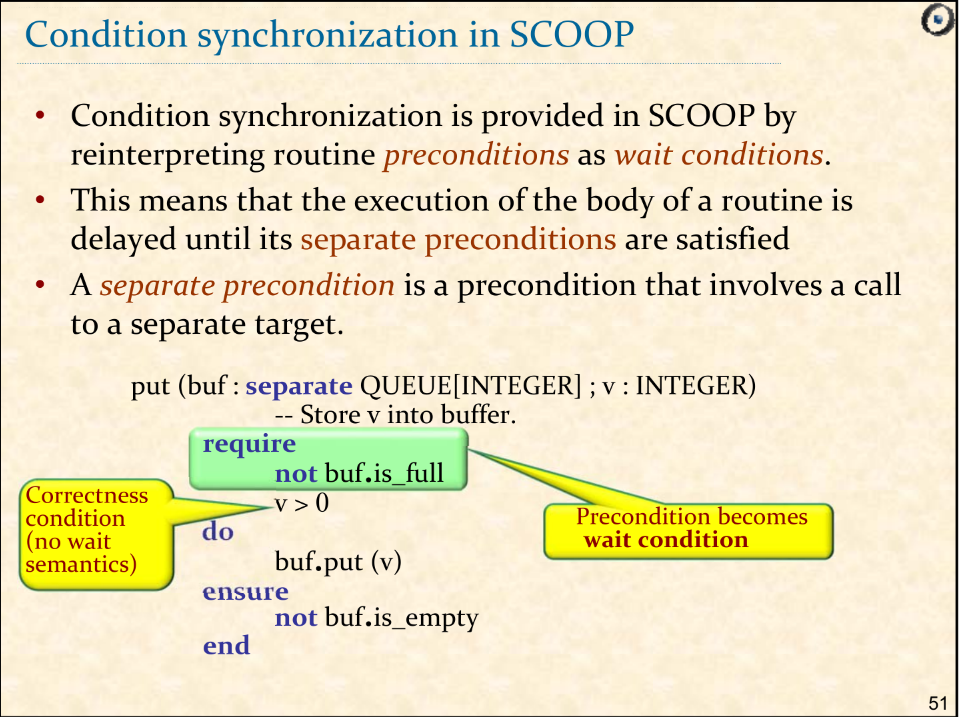 Condition synchronization in SCOOP
• Condition synchronization is provided in SCOOP by
reinterpreting routine preconditions as wait conditions.
• This means that the execution of the body of a routine is
delayed until its separate preconditions are satisfied
• A separate precondition is a precondition that involves a call
to a separate target.
put (buf : separate QUEUE[INTEGER] ; v : INTEGER)
-- Store v into buffer.
require
not buf.is_full
v > 0
do
buf.put (v)
ensure
not buf.is_empty
end
Correctness
condition
(no wait
semantics)
Precondition becomes
wait condition
51